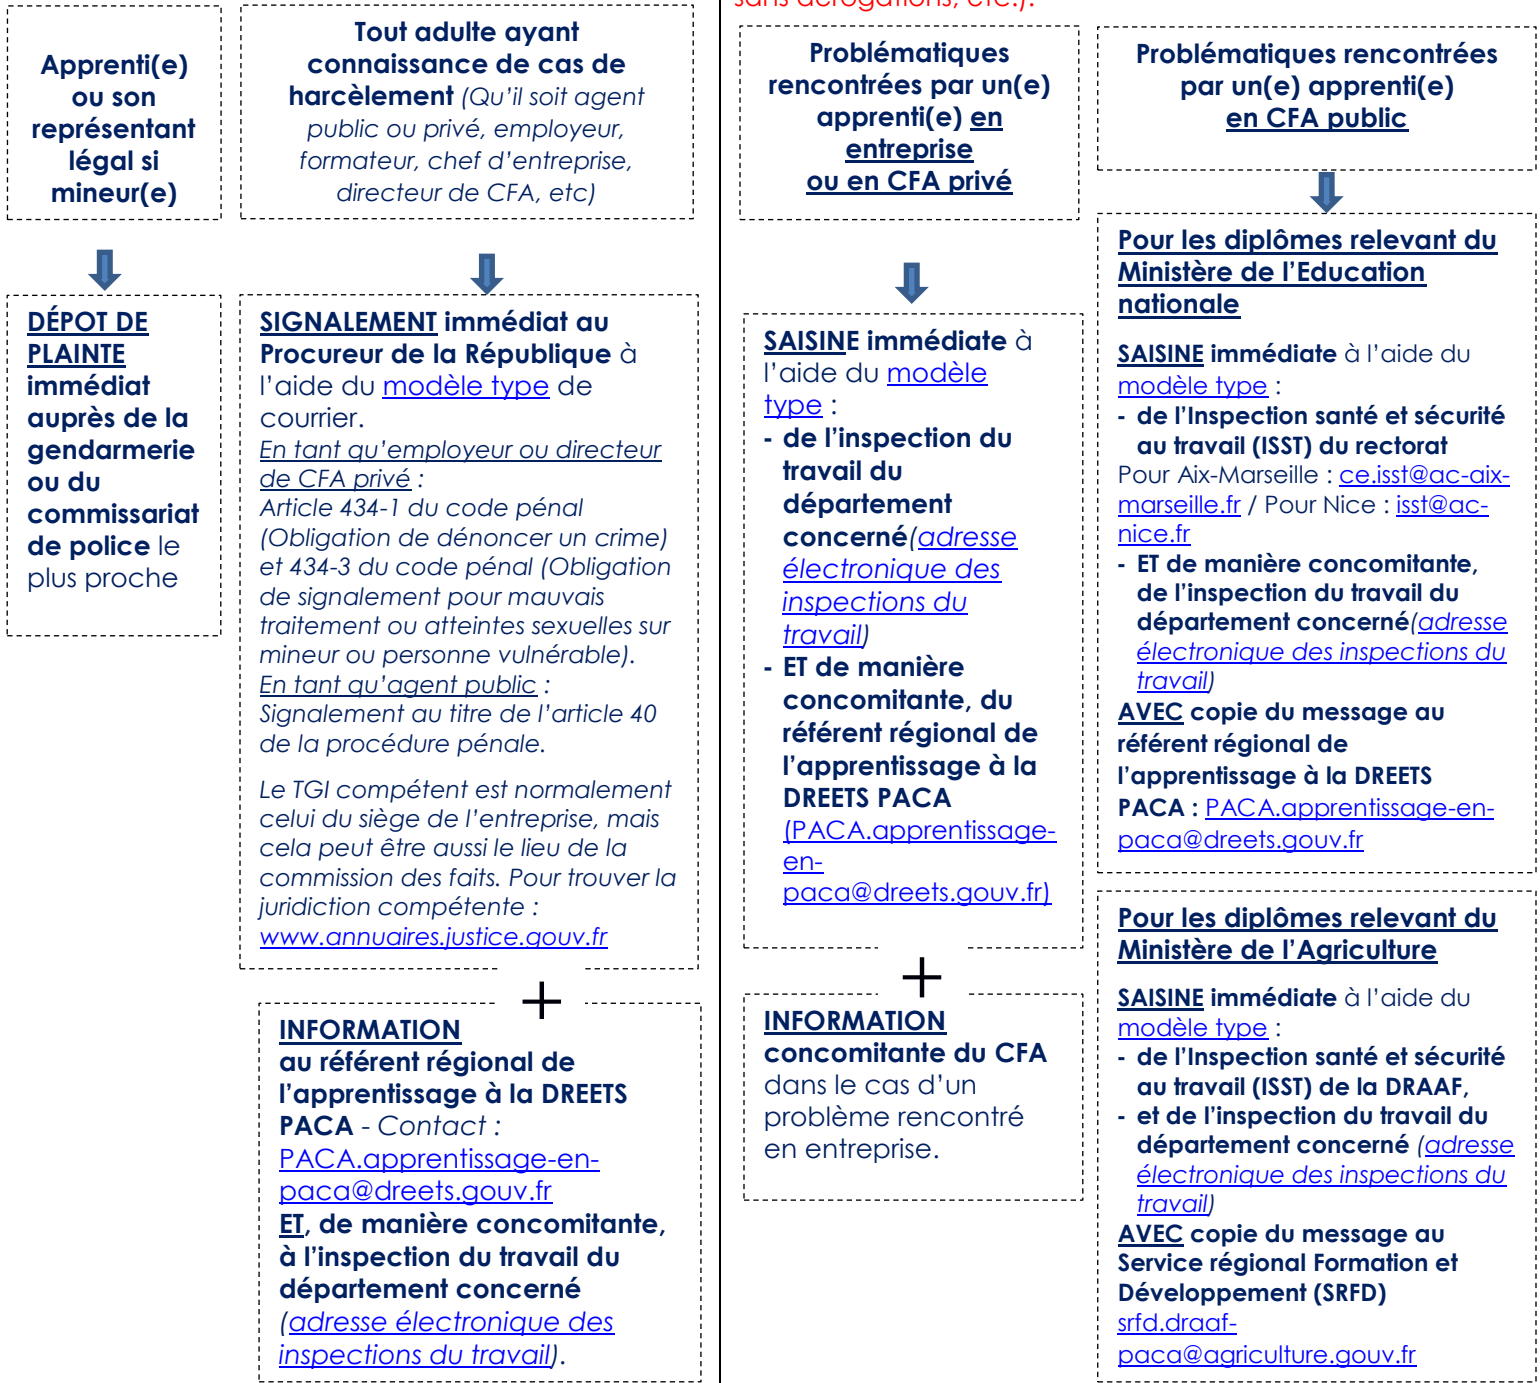 Apprenti(e)
ou son
représentant
légal si
mineur(e)
DÉPOT DE
PLAINTE
immédiat
auprès de la
gendarmerie
ou du
commissariat
de police le
plus proche
Tout adulte ayant
connaissance de cas de
harcèlement (Qu'il soit agent
public ou privé, employeur,
formateur, chef d'entreprise,
directeur de CFA, etc)
SIGNALEMENT immédiat au
Procureur de la République à
l'aide du modèle type de
courrier.
En tant qu'employeur ou directeur
de CFA privé :
Article 434-1 du code pénal
(Obligation de dénoncer un crime)
et 434-3 du code pénal (Obligation
de signalement pour mauvais
traitement ou atteintes sexuelles sur
mineur ou personne vulnérable).
En tant qu'agent public :
Signalement au titre de l'article 40
de la procédure pénale.
Le TGI compétent est normalement
celui du siège de l'entreprise, mais
cela peut être aussi le lieu de la
commission des faits. Pour trouver la
juridiction compétente :
www.annuaires.justice.gouv.fr
+
INFORMATION
au référent régional de
l'apprentissage à la DREETS
PACA - Contact :
PACA.apprentissage-en-
paca@dreets.gouv.fr
ET, de manière concomitante,
à l'inspection du travail du
département concerné
(adresse électronique des
inspections du travail).
sans dérogations, etc.).
Problématiques
rencontrées par un(e)
apprenti(e) en
entreprise
ou en CFA privé
SAISINE immédiate à
l'aide du modèle
type :
- de l'inspection du
travail du
département
concerné(adresse
électronique des
inspections du
travail)
- ET de manière
concomitante, du
référent régional de
l'apprentissage à la
DREETS PACA
(PACA.apprentissage-
en-
paca@dreets.gouv.fr)
+
INFORMATION
concomitante du CFA
dans le cas d'un
problème rencontré
en entreprise.
Problématiques rencontrées
par un(e) apprenti(e)
en CFA public
Pour les diplômes relevant du
Ministère de l'Education
nationale
SAISINE immédiate à l'aide du
modèle type :
- de l'Inspection santé et sécurité
au travail (ISST) du rectorat
Pour Aix-Marseille : ce.isst@ac-aix-
marseille.fr / Pour Nice : isst@ac-
nice.fr
- ET de manière concomitante,
de l'inspection du travail du
département concerné(adresse
électronique des inspections du
travail)
AVEC copie du message au
référent régional de
l'apprentissage à la DREETS
PACA : PACA.apprentissage-en-
paca@dreets.gouv.fr
Pour les diplômes relevant du
Ministère de l'Agriculture
SAISINE immédiate à l'aide du
modèle type :
- de l'Inspection santé et sécurité
au travail (ISST) de la DRAAF,
- et de l'inspection du travail du
département concerné (adresse
électronique des inspections du
travail)
AVEC copie du message au
Service régional Formation et
Développement (SRFD)
srfd.draaf-
paca@agriculture.gouv.fr